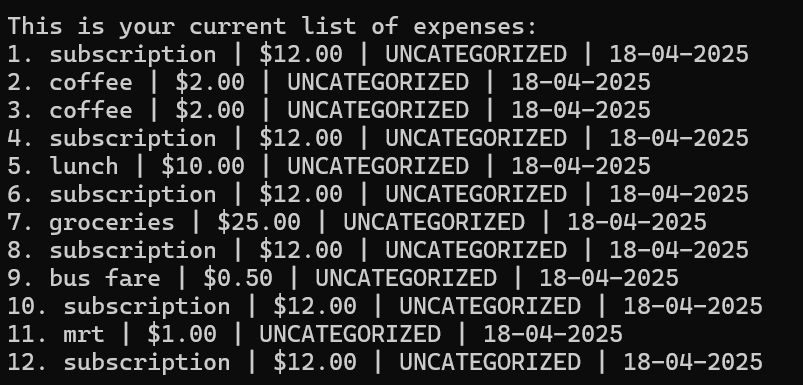 This is your current list of expenses:
1. subscription | $12.00 | UNCATEGORIZED | 18-04-2025
2. coffee | $2.00 | UNCATEGORIZED | 18-04-2025
3. coffee | $2.00 | UNCATEGORIZED | 18-04-2025
4. subscription | $12.00 | UNCATEGORIZED | 18-04-2025
5. lunch | $10.00 | UNCATEGORIZED | 18-04-2025
6. subscription | $12.00 | UNCATEGORIZED | 18-04-2025
7. groceries | $25.00 | UNCATEGORIZED | 18-04-2025
8. subscription | $12.00 | UNCATEGORIZED | 18-04-2025
9. bus fare | $0.50 | UNCATEGORIZED | 18-04-2025
10. subscription | $12.00 | UNCATEGORIZED | 18-04-2025
11. mrt | $1.00 | UNCATEGORIZED | 18-04-2025
12. subscription | $12.00 | UNCATEGORIZED | 18-04-2025